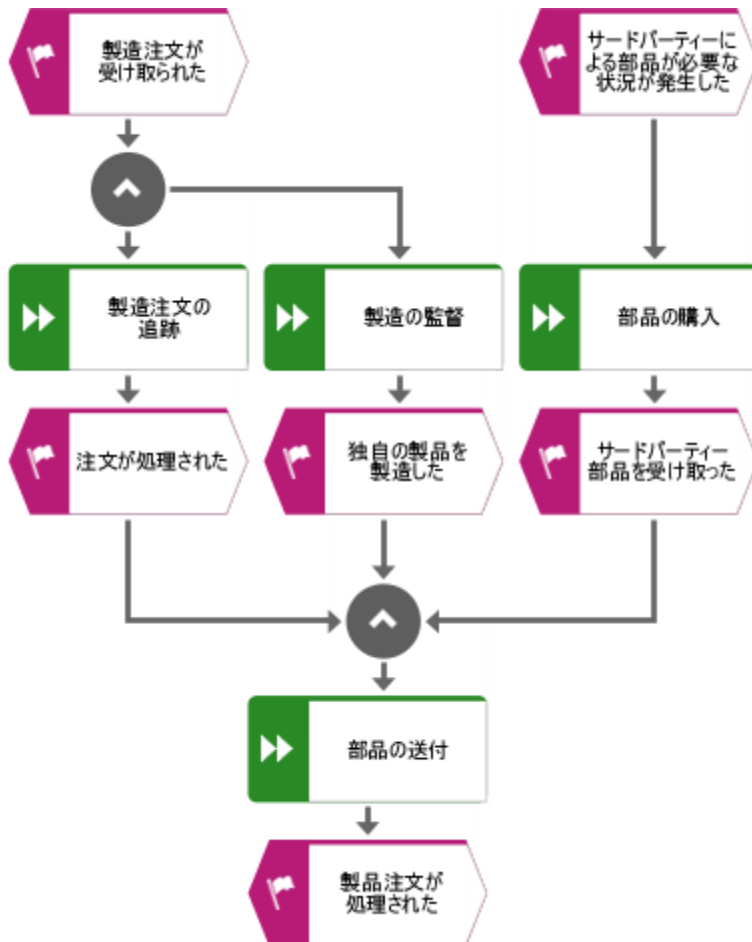 製造注文が
受け取られた
サードパーティーに
よる部品が必要な
状況が発生した
製造注文の
追跡
製造の監督
部品の購入
注文が処理された
独自の製品を
製造した
サードパーティー
部品を受け取った
部品の送付
製品注文が
処理された